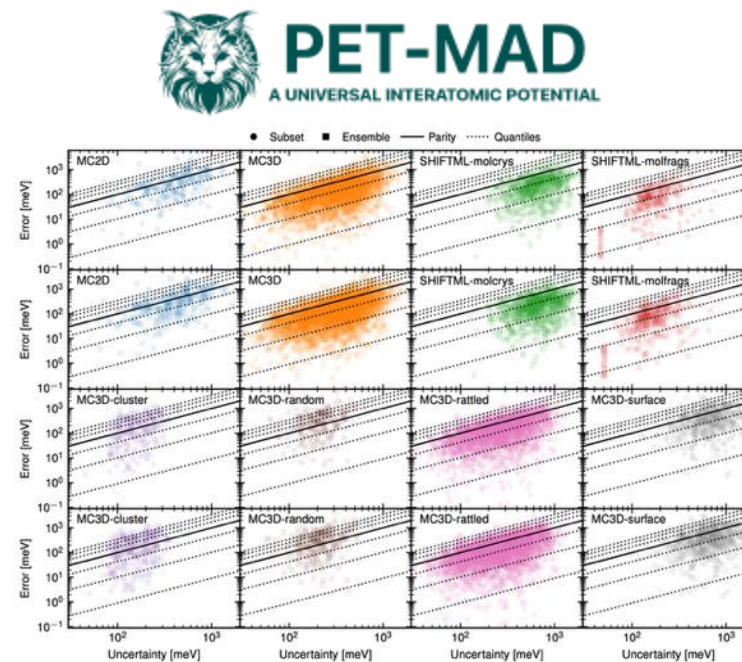 PET-MAD
A UNIVERSAL INTERATOMIC POTENTIAL
Subset Ensemble Parity Quantiles
MC2D MC3D SHIFTML-molcrys SHIFTML-molfrags
Error [meV]
10³
10²
10¹
10⁰
10⁻¹
MC2D MC3D SHIFTML-molcrys SHIFTML-molfrags
Error [meV]
10³
10²
10¹
10⁰
10⁻¹
MC3D-cluster MC3D-random MC3D-rattled MC3D-surface
Error [meV]
10³
10²
10¹
10⁰
10⁻¹
MC3D-cluster MC3D-random MC3D-rattled MC3D-surface
Error [meV]
10³
10²
10¹
10⁰
10⁻¹
10² 10³ 10² 10³ 10² 10³ 10² 10³
Uncertainty [meV] Uncertainty [meV] Uncertainty [meV] Uncertainty [meV]